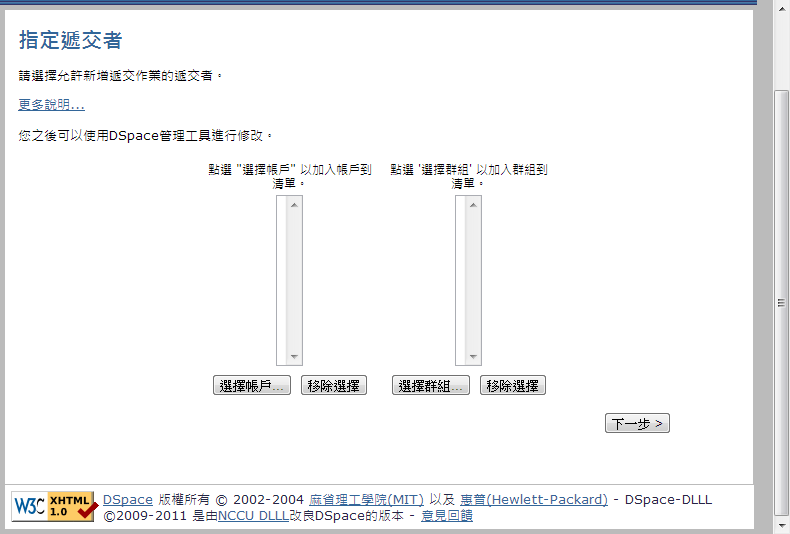 指定遞交者
請選擇允許新增遞交作業的遞交者。
更多說明...
您之後可以使用DSpace管理工具進行修改。
點選 "選擇帳戶" 以加入帳戶到
清單。
點選 '選擇群組' 以加入群組到
清單。
選擇帳戶... 移除選擇 選擇群組... 移除選擇
下一步 >
W3C XHTML 1.0
DSpace 版權所有 © 2002-2004 麻省理工學院(MIT) 以及 惠普(Hewlett-Packard) - DSpace-DLLL
©2009-2011 是由NCCU DLLL改良DSpace的版本 - 意見回饋